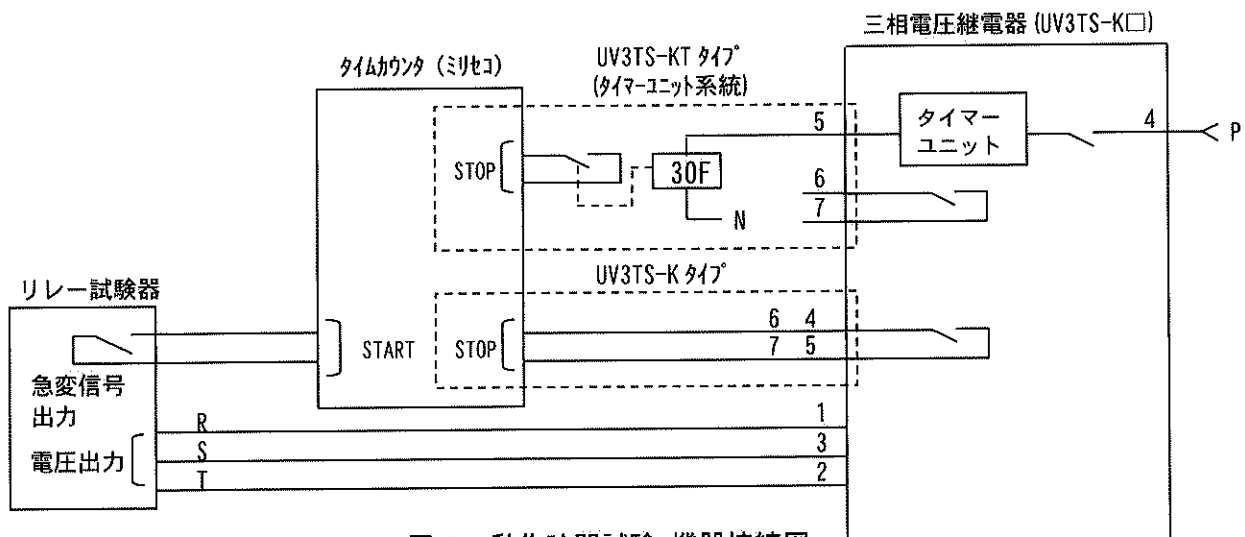 三相電圧継電器 (UV3TS-K□)
タイムカウンタ (ミリセコ)
UV3TS-KT タイプ
(タイマーユニット系統)
STOP
30F
N
5
6
7
タイマー
ユニット
4
P
UV3TS-K タイプ
リレー試験器
START
STOP
6 4
7 5
急変信号
出力
電圧出力
R
S
T
1
3
2